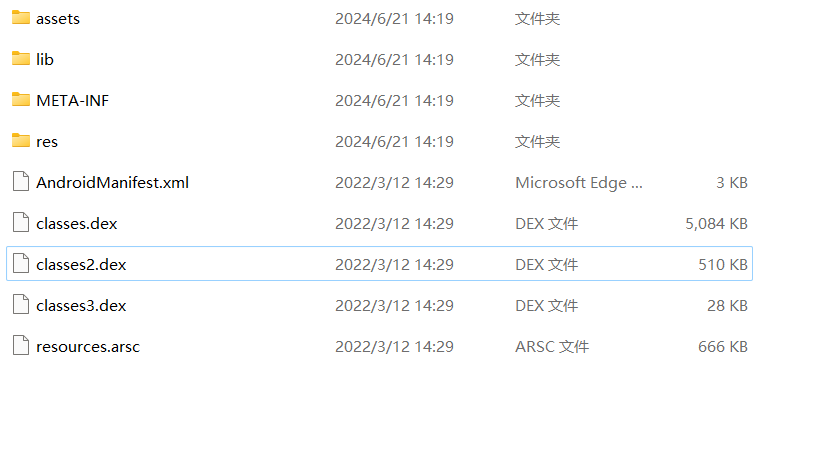 assets 2024/6/21 14:19 文件夹
lib 2024/6/21 14:19 文件夹
META-INF 2024/6/21 14:19 文件夹
res 2024/6/21 14:19 文件夹
AndroidManifest.xml 2022/3/12 14:29 Microsoft Edge ... 3 KB
classes.dex 2022/3/12 14:29 DEX 文件 5,084 KB
classes2.dex 2022/3/12 14:29 DEX 文件 510 KB
classes3.dex 2022/3/12 14:29 DEX 文件 28 KB
resources.arsc 2022/3/12 14:29 ARSC 文件 666 KB